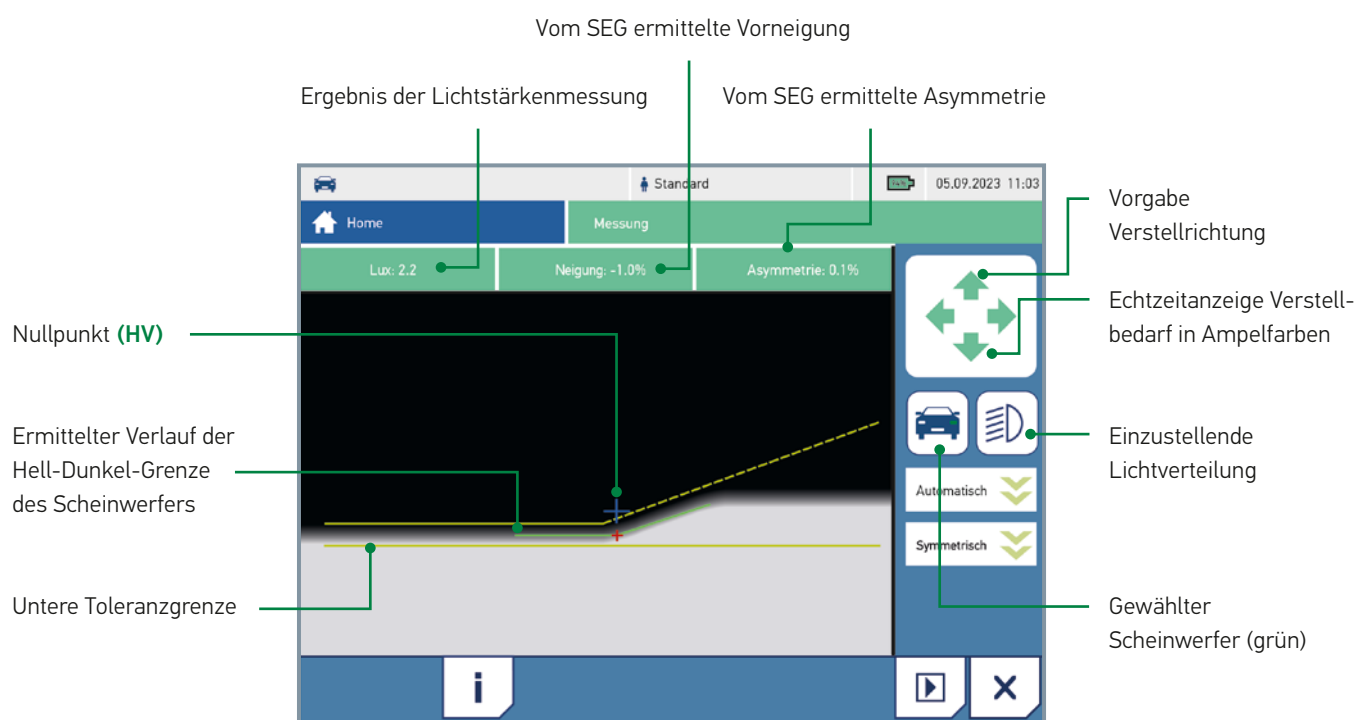 Vom SEG ermittelte Vorneigung
Ergebnis der Lichtstärkenmessung
Vom SEG ermittelte Asymmetrie
Standard
05.09.2023 11:03
Home
Messung
Lux: 2.2
Neigung: -1.0%
Asymmetrie: 0.1%
Vorgabe
Verstellrichtung
Echtzeitanzeige Verstell-
bedarf in Ampelfarben
Nullpunkt (HV)
Ermittelter Verlauf der
Hell-Dunkel-Grenze
des Scheinwerfers
Einzustellende
Lichtverteilung
Automatisch
Symmetrisch
Untere Toleranzgrenze
Gewählter
Scheinwerfer (grün)
i